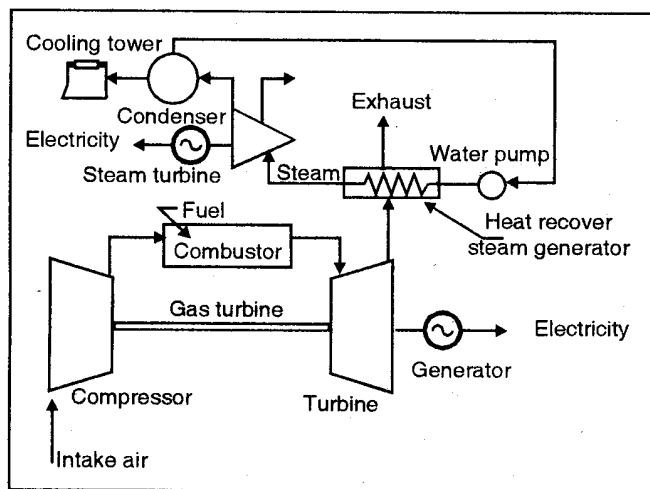 Cooling tower
Exhaust
Condenser
Electricity
Water pump
Steam turbine
Steam
Fuel
Heat recover
steam generator
Combustor
Gas turbine
Electricity
Generator
Compressor
Turbine
Intake air